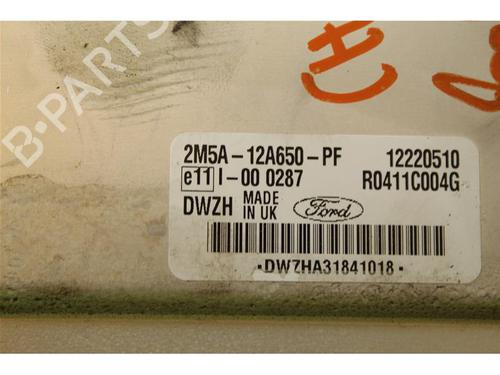 B-PARTS
2M5A-12A650-PF 12220510
e11 I-00 0287 R0411C004G
DWZH MADE IN UK Ford
-DWZHA31841018-